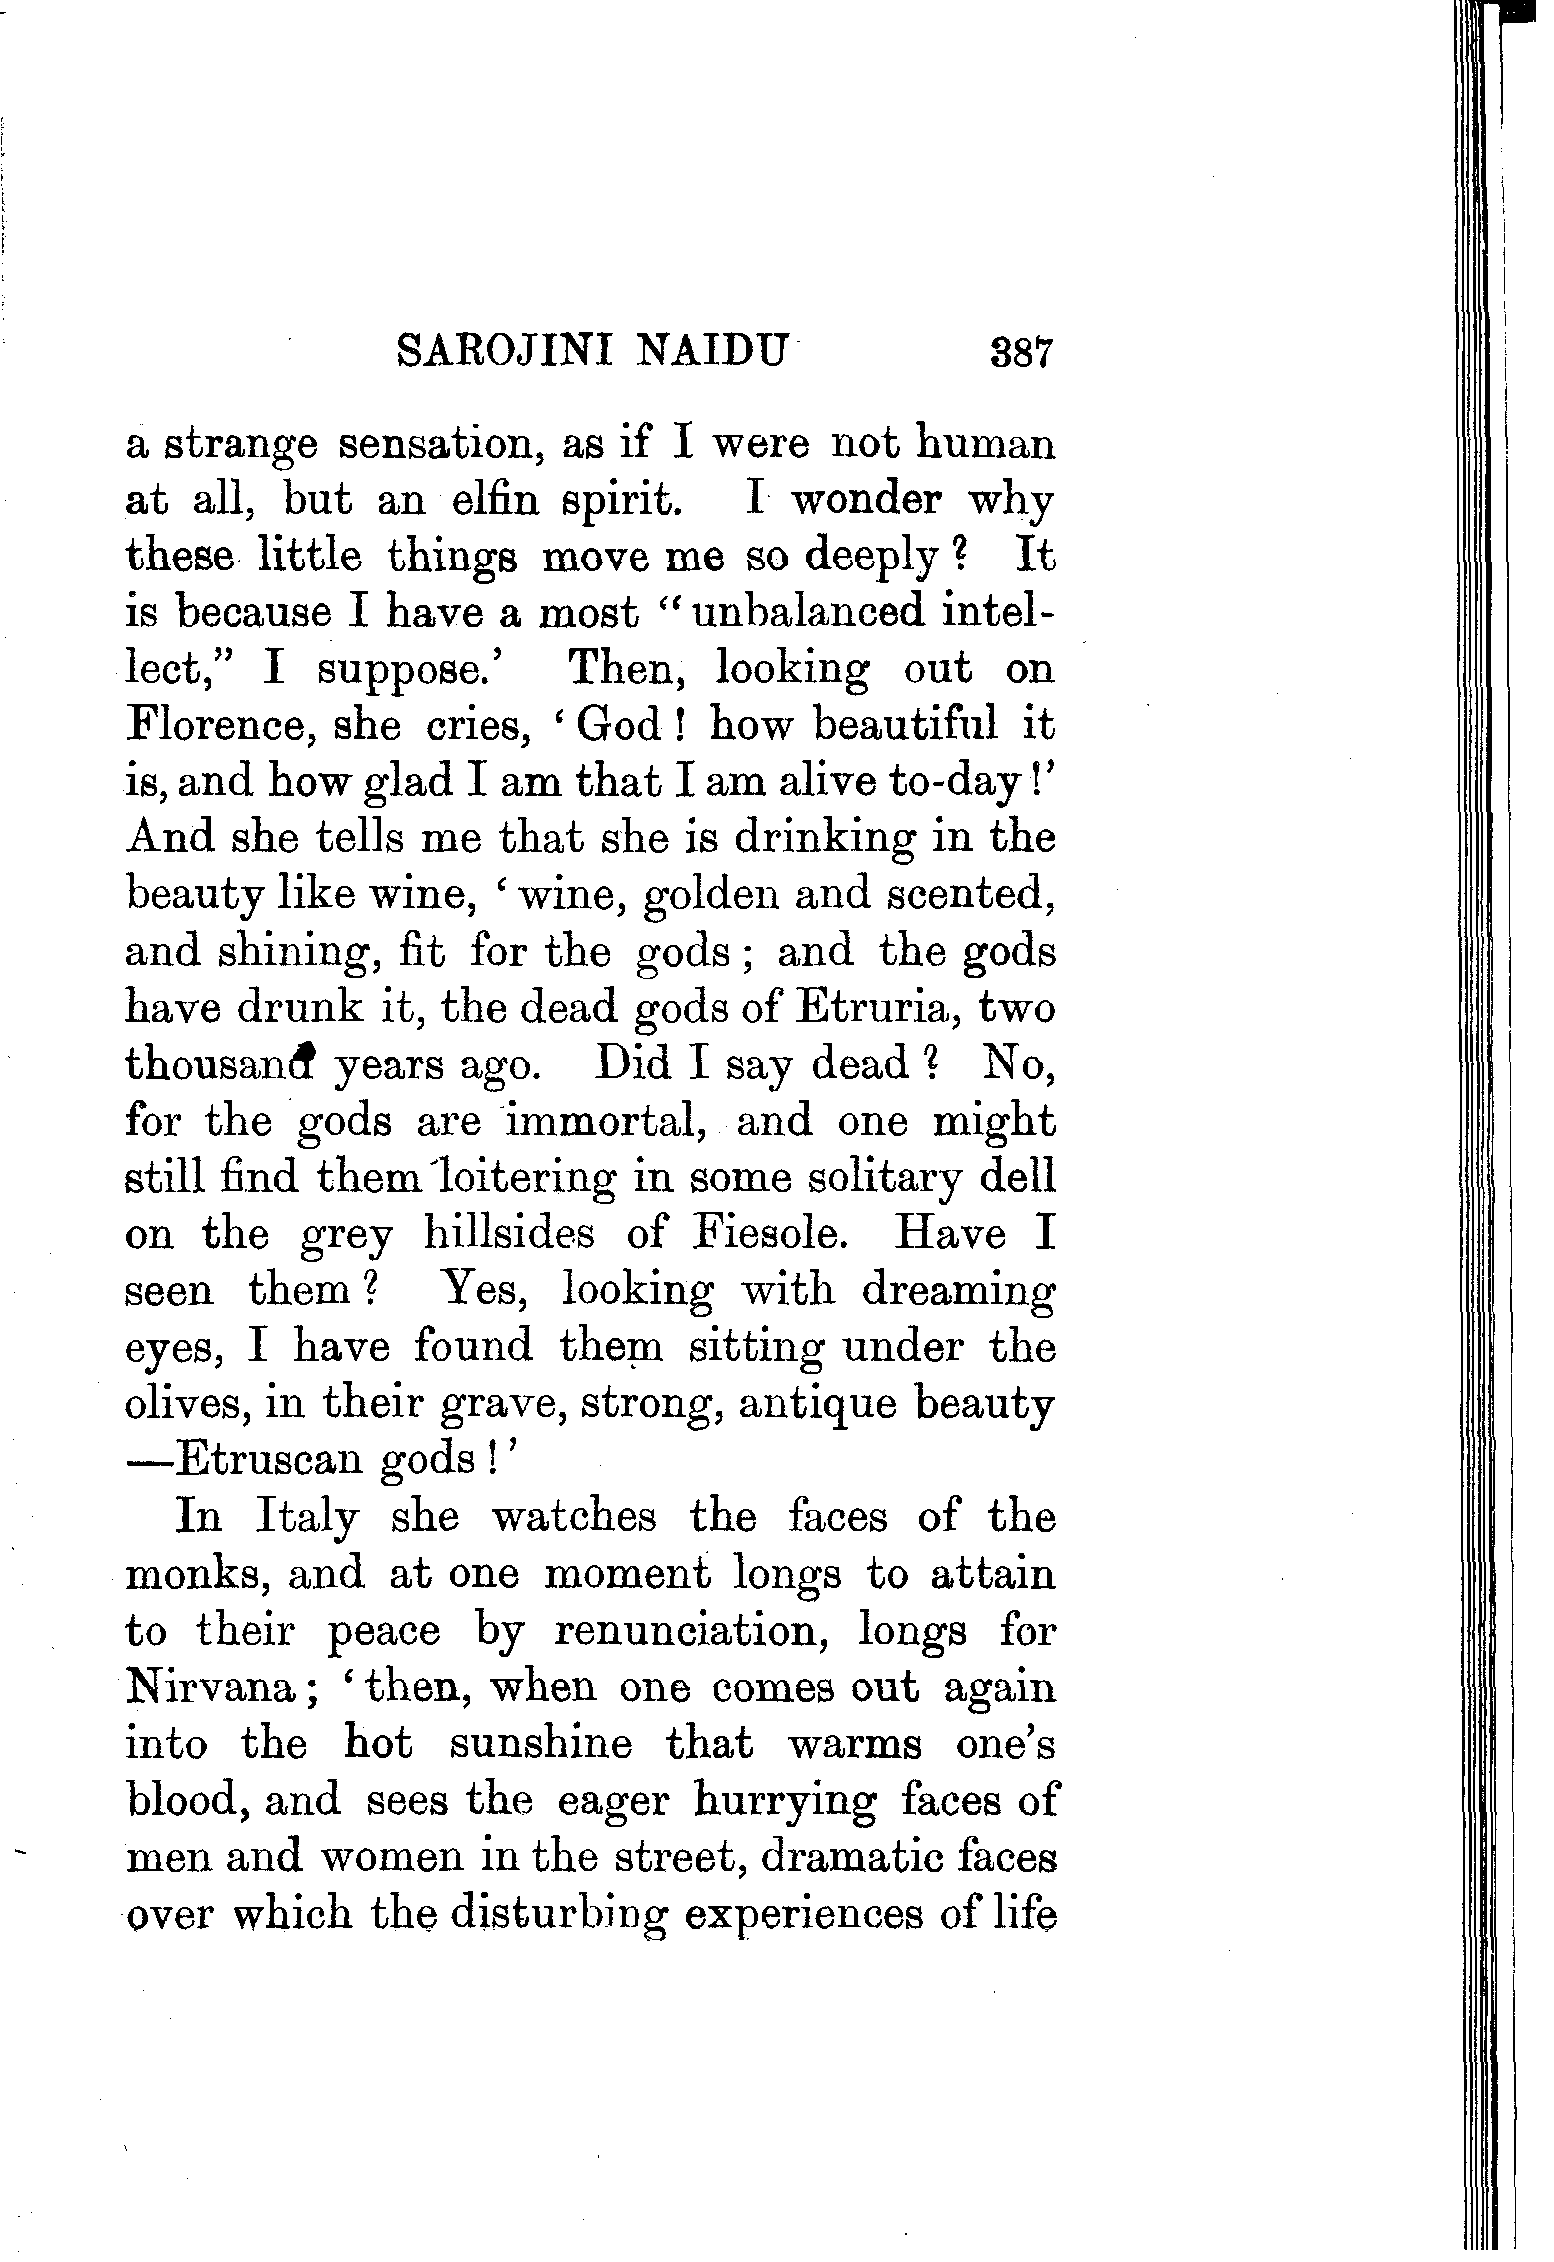 SAROJINI NAIDU 387
a strange sensation, as if I were not human
at all, but an elfin spirit. I wonder why
these little things move me so deeply? It
is because I have a most “unbalanced intel-
lect,” I suppose.’ Then, looking out on
Florence, she cries, ‘God! how beautiful it
is, and how glad I am that I am alive to-day!’
And she tells me that she is drinking in the
beauty like wine, ‘wine, golden and scented,
and shining, fit for the gods; and the gods
have drunk it, the dead gods of Etruria, two
thousand years ago. Did I say dead? No,
for the gods are immortal, and one might
still find them loitering in some solitary dell
on the grey hillsides of Fiesole. Have I
seen them? Yes, looking with dreaming
eyes, I have found them sitting under the
olives, in their grave, strong, antique beauty
—Etruscan gods!’
In Italy she watches the faces of the
monks, and at one moment longs to attain
to their peace by renunciation, longs for
Nirvana; ‘then, when one comes out again
into the hot sunshine that warms one’s
blood, and sees the eager hurrying faces of
men and women in the street, dramatic faces
over which the disturbing experiences of life